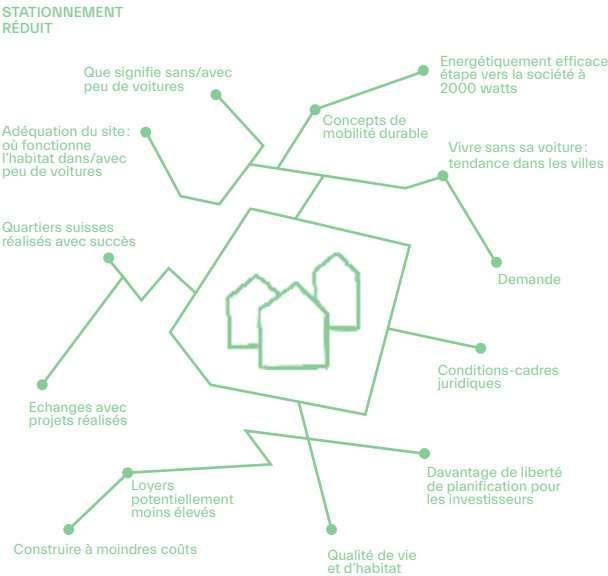 STATIONNEMENT
RÉDUIT
Energétiquement efficace
étape vers la société à
2000 watts
Que signifie sans/avec
peu de voitures
Concepts de
mobilité durable
Adéquation du site :
où fonctionne
l'habitat dans/avec
peu de voitures
Vivre sans sa voiture :
tendance dans les villes
Quartiers suisses
réalisés avec succès
Demande
Conditions-cadres
juridiques
Echanges avec
projets réalisés
Davantage de liberté
de planification pour
les investisseurs
Loyers
potentiellement
moins élevés
Construire à moindres coûts
Qualité de vie
et d'habitat